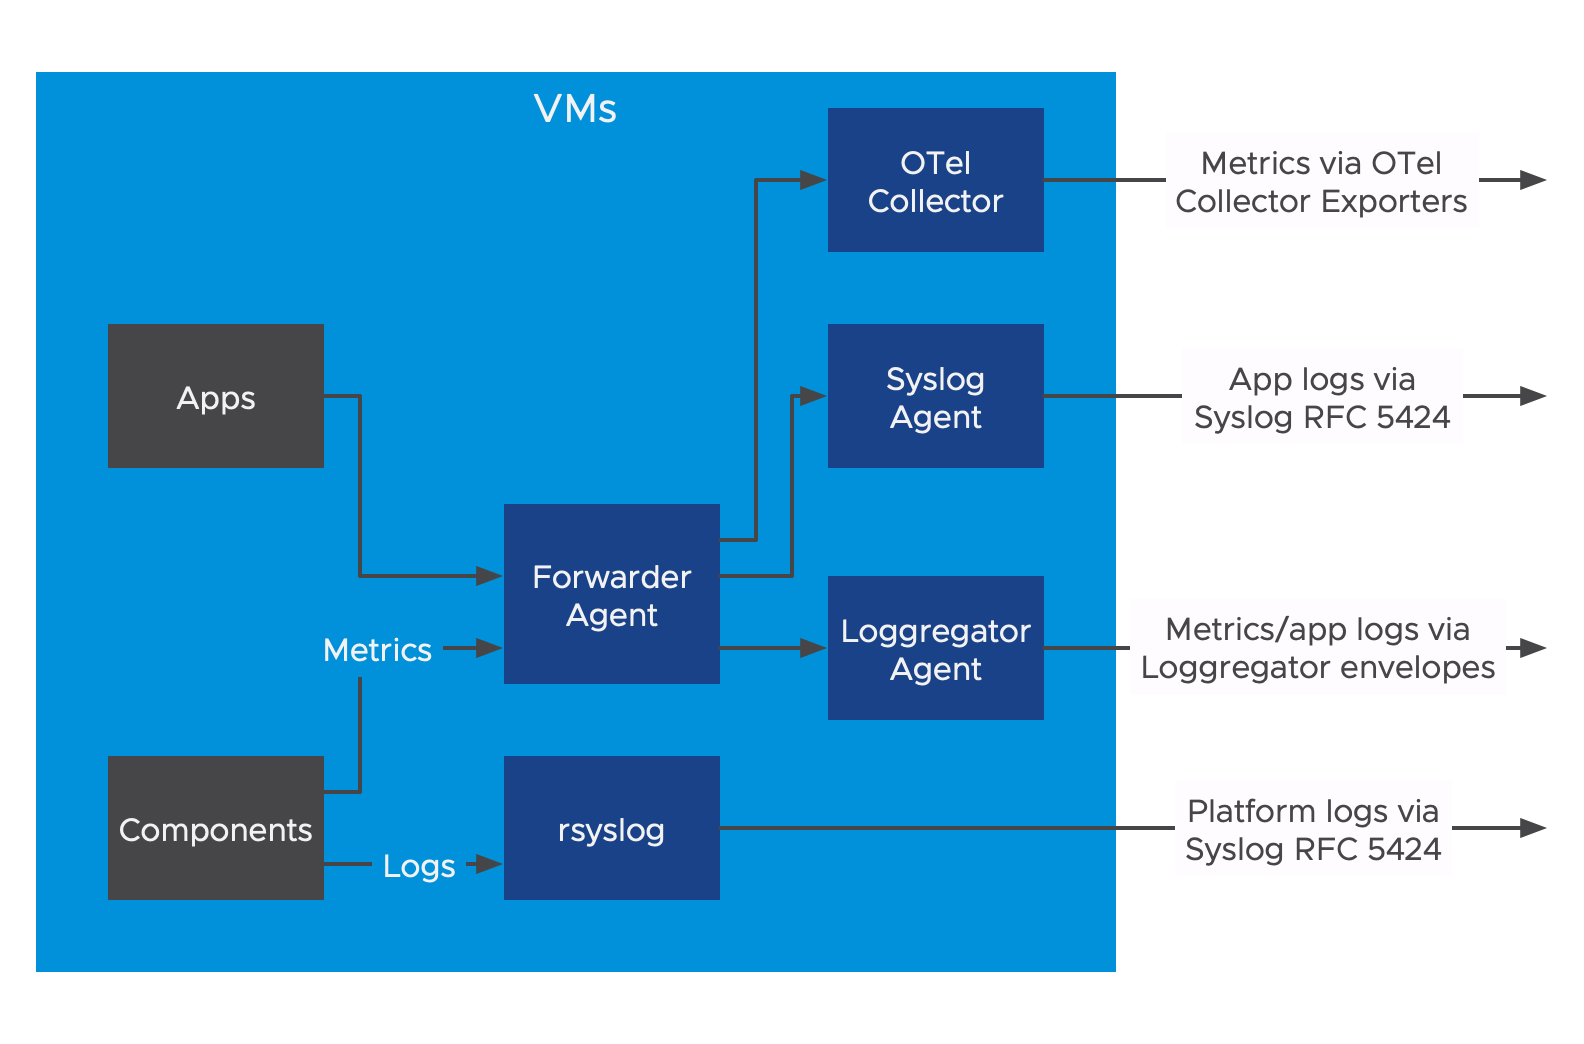 VMs
OTel
Collector
Metrics via OTel
Collector Exporters
Apps
Syslog
Agent
App logs via
Syslog RFC 5424
Forwarder
Agent
Metrics
Loggregator
Agent
Metrics/app logs via
Loggregator envelopes
Components
Logs
rsyslog
Platform logs via
Syslog RFC 5424